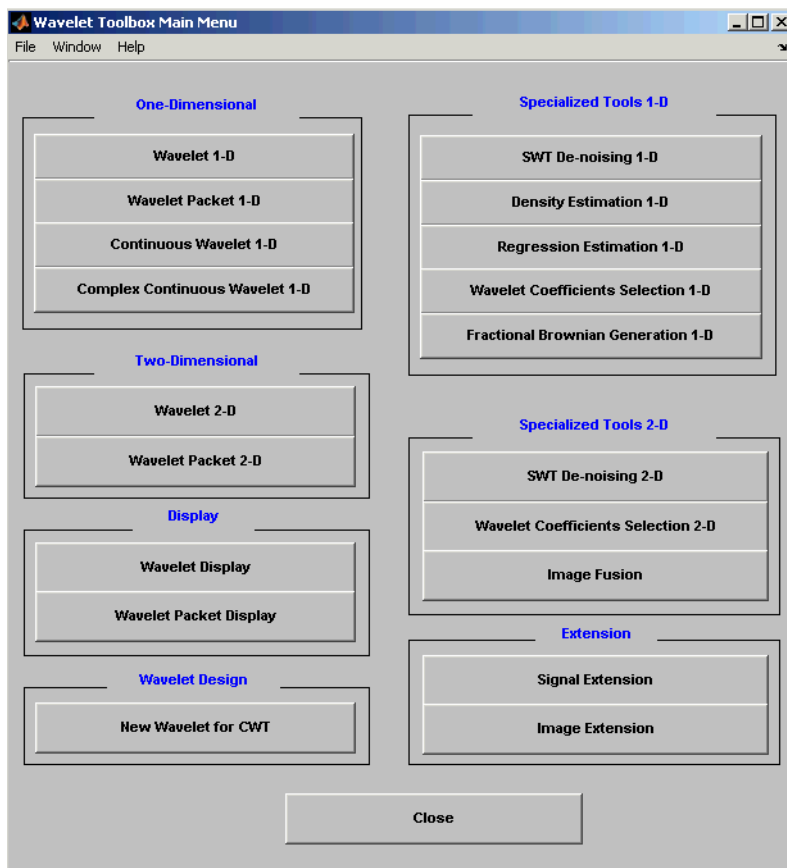 Wavelet Toolbox Main Menu
File Window Help
One-Dimensional
Wavelet 1-D
Wavelet Packet 1-D
Continuous Wavelet 1-D
Complex Continuous Wavelet 1-D
Two-Dimensional
Wavelet 2-D
Wavelet Packet 2-D
Display
Wavelet Display
Wavelet Packet Display
Wavelet Design
New Wavelet for CWT
Specialized Tools 1-D
SWT De-noising 1-D
Density Estimation 1-D
Regression Estimation 1-D
Wavelet Coefficients Selection 1-D
Fractional Brownian Generation 1-D
Specialized Tools 2-D
SWT De-noising 2-D
Wavelet Coefficients Selection 2-D
Image Fusion
Extension
Signal Extension
Image Extension
Close